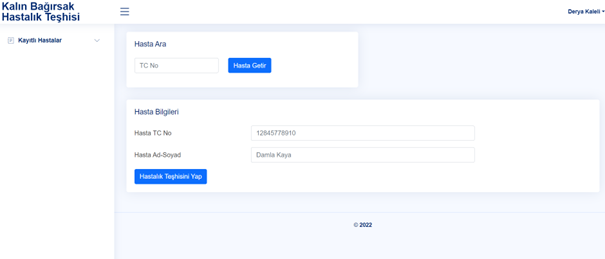 Kalın Bağırsak
Hastalık Teşhisi
Derya Kaleli
Kayıtlı Hastalar
Hasta Ara
TC No
Hasta Getir
Hasta Bilgileri
Hasta TC No
12845778910
Hasta Ad-Soyad
Damla Kaya
Hastalık Teşhisini Yap
© 2022